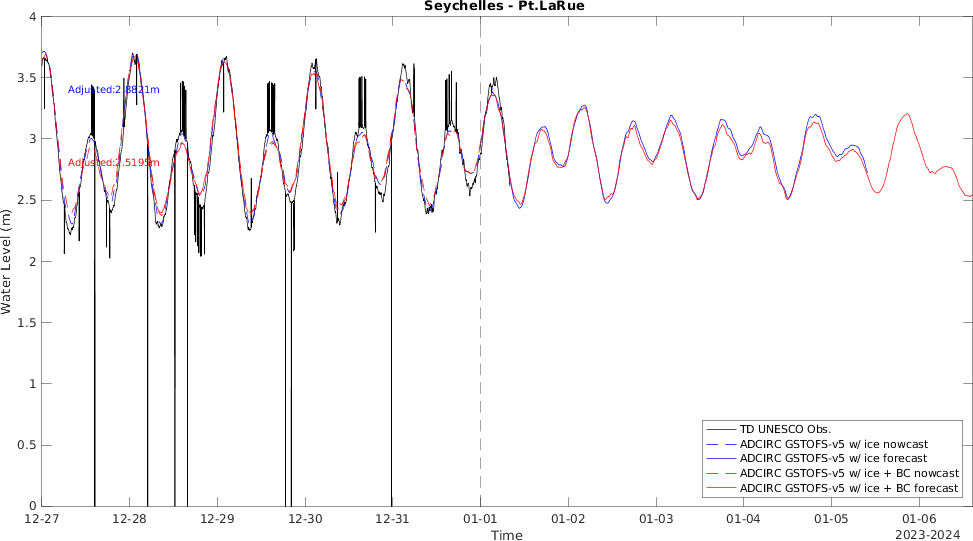 Seychelles - Pt.LaRue
4
3.5
3
2.5
2
1.5
1
0.5
0
Water Level (m)
Adjusted:2.8821m
Adjusted:2.5195m
TD UNESCO Obs.
ADCIRC GSTOFS-v5 w/ ice nowcast
ADCIRC GSTOFS-v5 w/ ice forecast
ADCIRC GSTOFS-v5 w/ ice + BC nowcast
ADCIRC GSTOFS-v5 w/ ice + BC forecast
12-27 12-28 12-29 12-30 12-31 01-01 01-02 01-03 01-04 01-05 01-06
Time
2023-2024